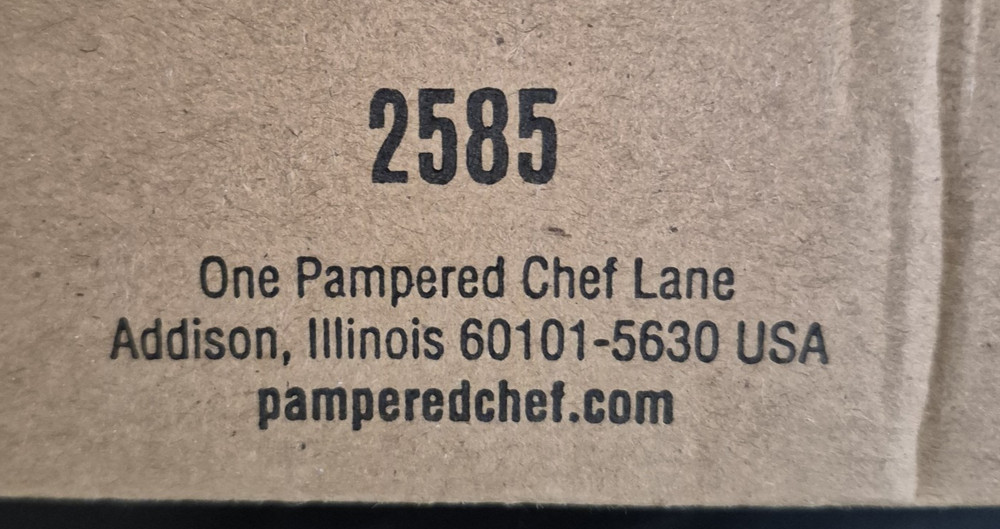 2585
One Pampered Chef Lane
Addison, Illinois 60101-5630 USA
pamperedchef.com